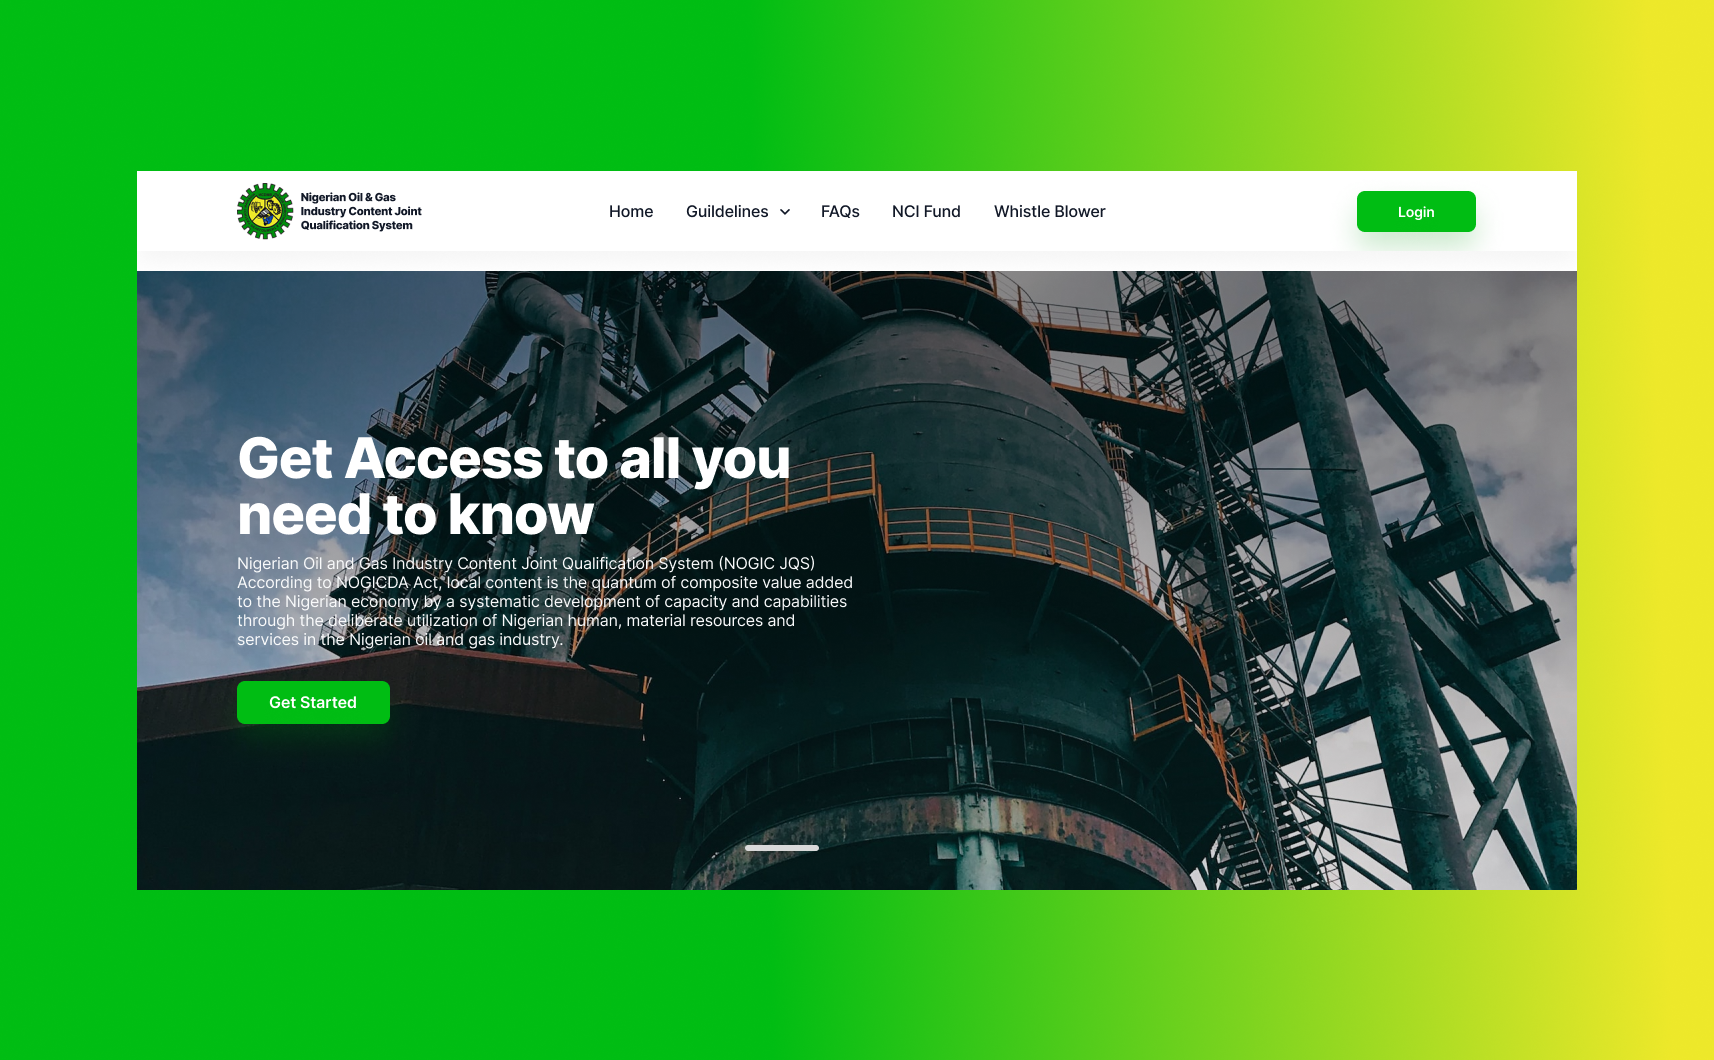 Nigerian Oil & Gas
Industry Content Joint
Qualification System
Home
Guildelines
FAQs
NCI Fund
Whistle Blower
Login
Get Access to all you
need to know
Nigerian Oil and Gas Industry Content Joint Qualification System (NOGIC JQS)
According to NOGICDA Act, local content is the quantum of composite value added
to the Nigerian economy by a systematic development of capacity and capabilities
through the deliberate utilization of Nigerian human, material resources and
services in the Nigerian oil and gas industry.
Get Started